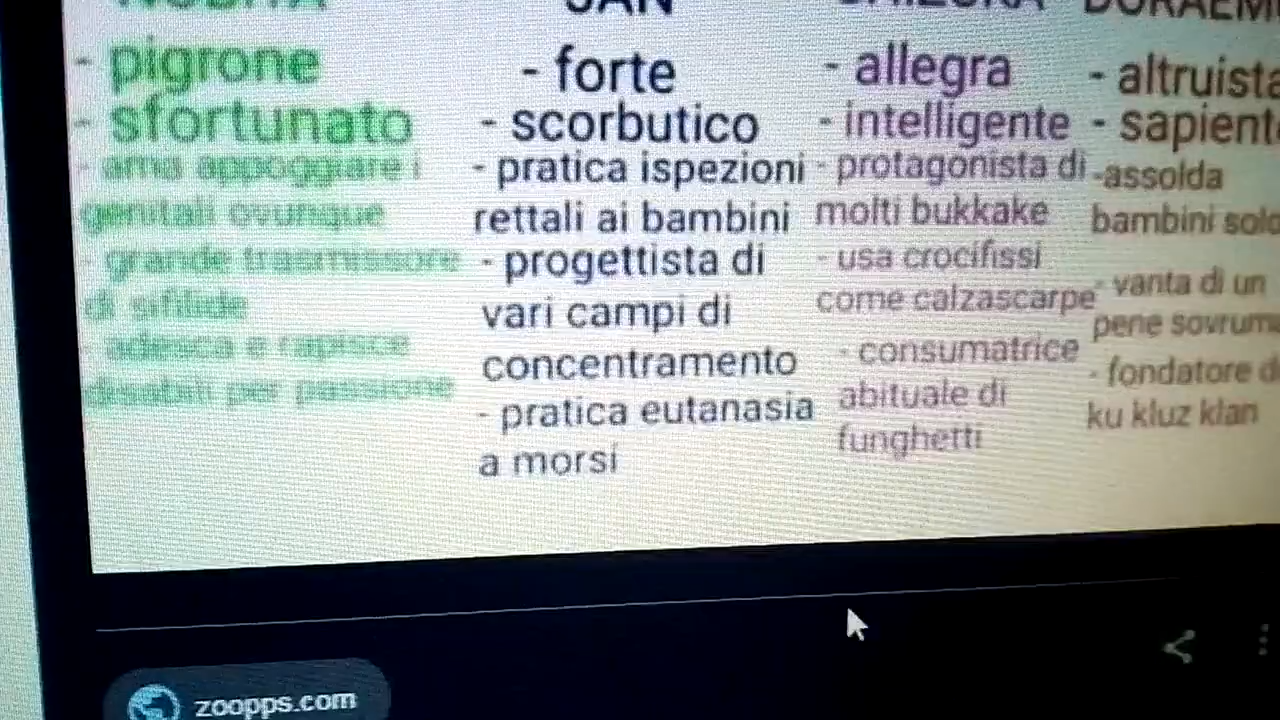 - pigrone
- sfortunato
- ama appoggiare i
genitali ovunque
grande trasmissore
di sifilide
- adesca e rapisce
disabili per passione
JAN
- forte
- scorbutico
- pratica ispezioni
rettali ai bambini
- progettista di
vari campi di
concentramento
- pratica eutanasia
a morsi
- allegra
- intelligente
- protagonista di
molti bukkake
- usa crocifissi
come calzascarpe
- consumatrice
abituale di
funghetti
- altruista
-assolda
bambini
- vanta di un
pene
- fondatore
ku kluz klan
zoopps.com